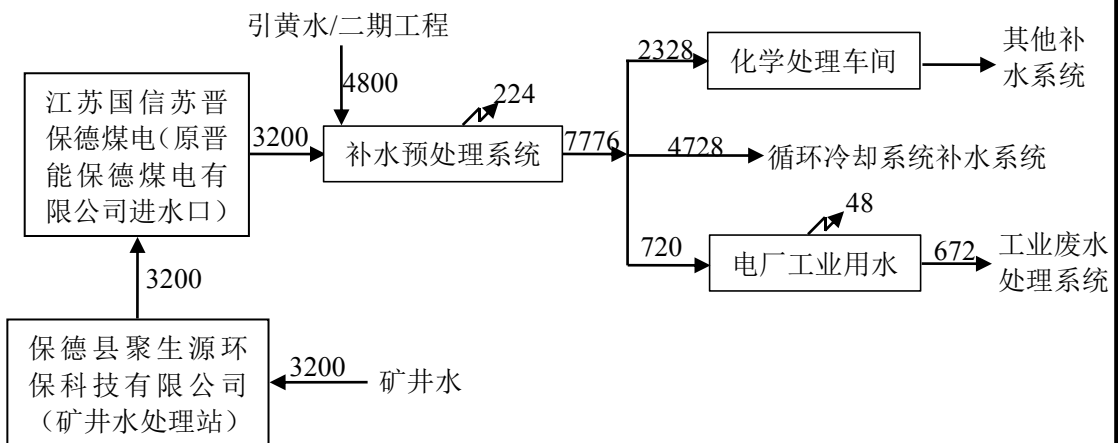 引黄水/二期工程
4800
江苏国信苏晋
保德煤电(原晋
能保德煤电有
限公司进水口)
3200
补水预处理系统
224
7776
2328
化学处理车间
其他补
水系统
4728
循环冷却系统补水系统
720
电厂工业用水
48
672
工业废水
处理系统
3200
保德县聚生源环
保科技有限公司
(矿井水处理站)
3200
矿井水